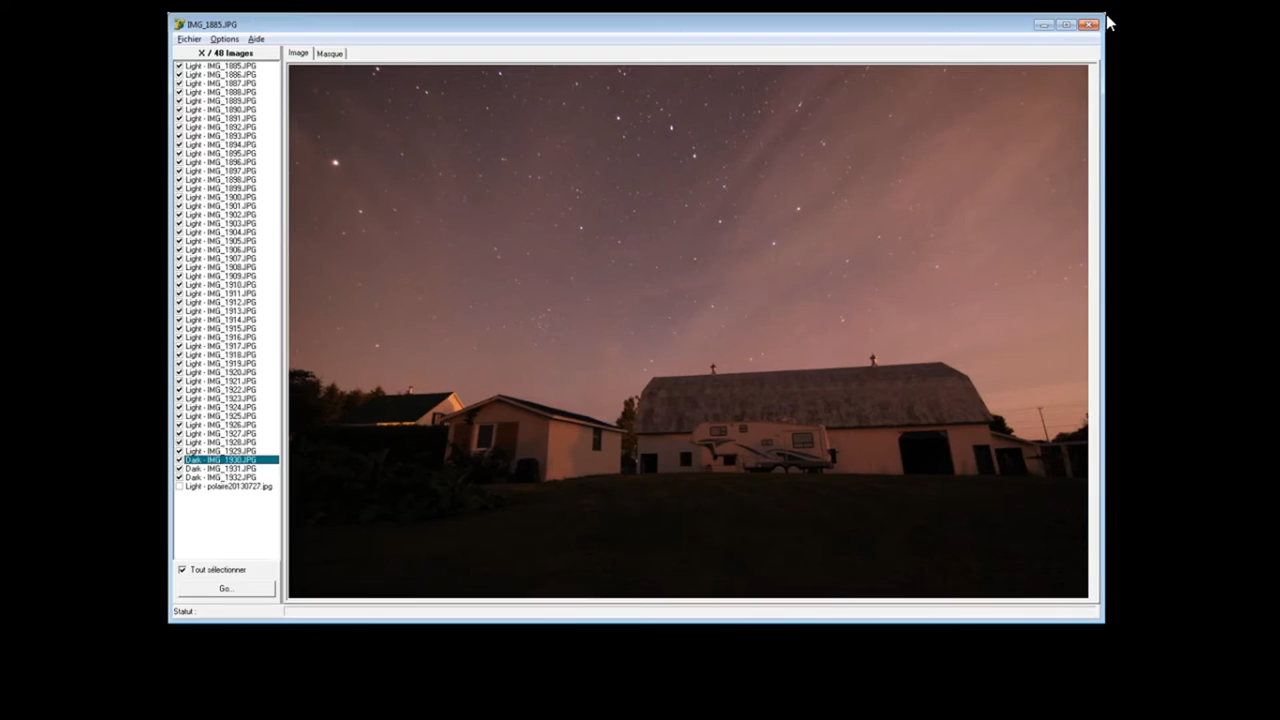 IMG_1885.JPG
Fichier Options Aide
X / 48 Images
Image Masque
Light - IMG_1885.JPG
Light - IMG_1886.JPG
Light - IMG_1887.JPG
Light - IMG_1888.JPG
Light - IMG_1889.JPG
Light - IMG_1890.JPG
Light - IMG_1891.JPG
Light - IMG_1892.JPG
Light - IMG_1893.JPG
Light - IMG_1894.JPG
Light - IMG_1895.JPG
Light - IMG_1896.JPG
Light - IMG_1897.JPG
Light - IMG_1898.JPG
Light - IMG_1899.JPG
Light - IMG_1900.JPG
Light - IMG_1901.JPG
Light - IMG_1902.JPG
Light - IMG_1903.JPG
Light - IMG_1904.JPG
Light - IMG_1905.JPG
Light - IMG_1906.JPG
Light - IMG_1907.JPG
Light - IMG_1908.JPG
Light - IMG_1909.JPG
Light - IMG_1910.JPG
Light - IMG_1911.JPG
Light - IMG_1912.JPG
Light - IMG_1913.JPG
Light - IMG_1914.JPG
Light - IMG_1915.JPG
Light - IMG_1916.JPG
Light - IMG_1917.JPG
Light - IMG_1918.JPG
Light - IMG_1919.JPG
Light - IMG_1920.JPG
Light - IMG_1921.JPG
Light - IMG_1922.JPG
Light - IMG_1923.JPG
Light - IMG_1924.JPG
Light - IMG_1925.JPG
Light - IMG_1926.JPG
Light - IMG_1927.JPG
Light - IMG_1928.JPG
Light - IMG_1929.JPG
Dark - IMG_1930.JPG
Dark - IMG_1931.JPG
Dark - IMG_1932.JPG
Light - polaire20130727.jpg
Tout sélectionner
Go...
Statut :